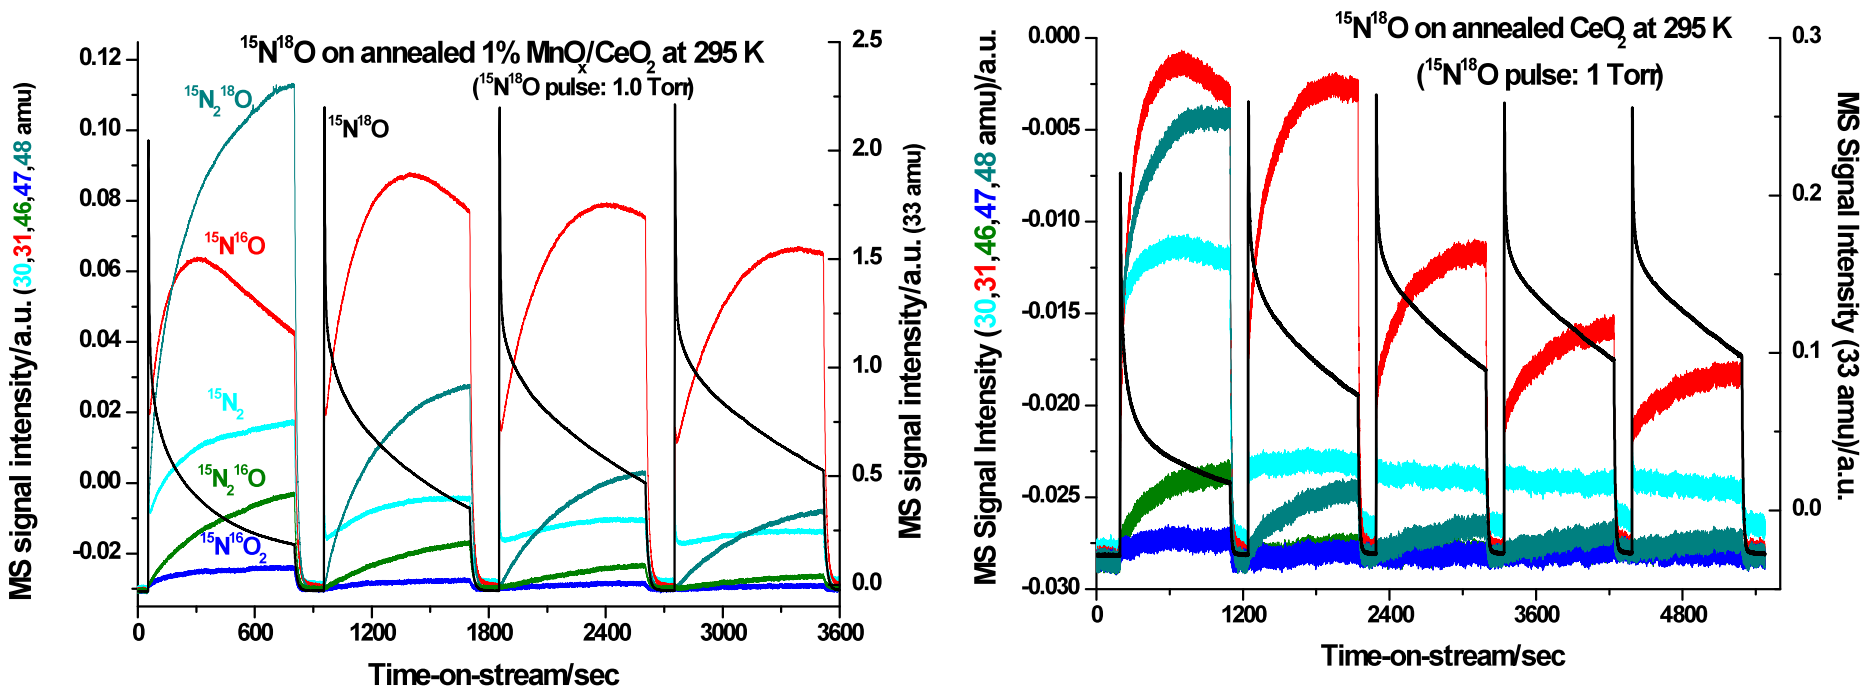 ¹⁵N¹⁸O on annealed 1% MnOₓ/CeO₂ at 295 K
(¹⁵N¹⁸O pulse: 1.0 Torr)
MS signal intensity/a.u. (30,31,46,47,48 amu)
0.12
0.10
0.08
0.06
0.04
0.02
0.00
-0.02
¹⁵N₂¹⁸O
¹⁵N¹⁸O
¹⁵N¹⁶O
¹⁵N₂
¹⁵N₂¹⁶O
¹⁵N¹⁶O₂
2.5
2.0
1.5
1.0
0.5
0.0
MS signal intensity/a.u. (33 amu)
0
600
1200
1800
2400
3000
3600
Time-on-stream/sec
¹⁵N¹⁸O on annealed CeO₂ at 295 K
(¹⁵N¹⁸O pulse: 1 Torr)
MS Signal Intensity (30,31,46,47,48 amu)/a.u.
0.000
-0.005
-0.010
-0.015
-0.020
-0.025
-0.030
0.3
0.2
0.1
0.0
MS Signal Intensity (33 amu)/a.u.
0
1200
2400
3600
4800
Time-on-stream/sec